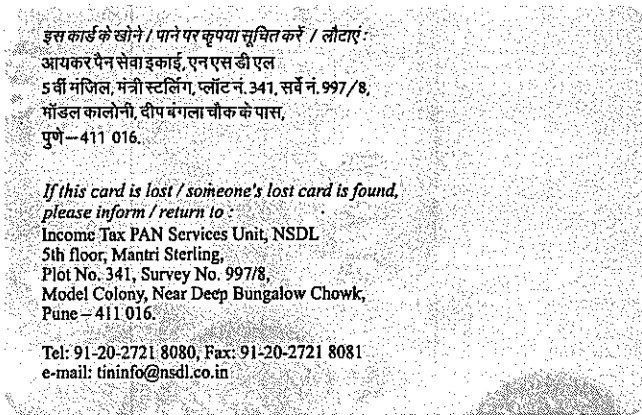 इस कार्ड के खोने / पाने पर कृपया सूचित करें / लौटाएं :
आयकर पैन सेवा इकाई, एन एस डी एल
5 वीं मंजिल, मंत्री स्टर्लिंग, प्लॉट नं. 341, सर्वे नं. 997/8,
मॉडल कालोनी, दीप बंगला चौक के पास,
पुणे – 411 016.
If this card is lost / someone's lost card is found,
please inform / return to :
Income Tax PAN Services Unit, NSDL
5th floor, Mantri Sterling,
Plot No. 341, Survey No. 997/8,
Model Colony, Near Deep Bungalow Chowk,
Pune – 411 016.
Tel: 91-20-2721 8080, Fax: 91-20-2721 8081
e-mail: tininfo@nsdl.co.in